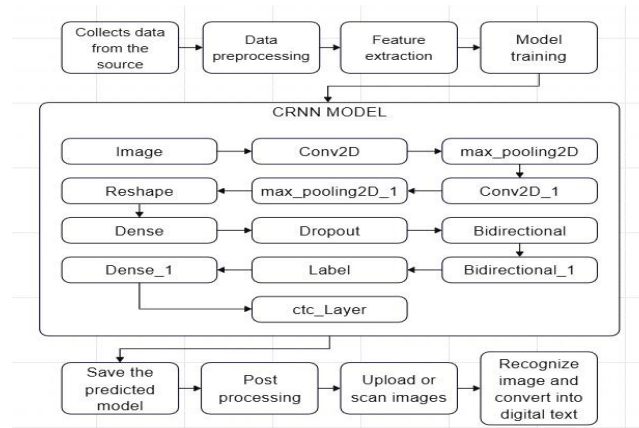 Collects data
from the
source
Data
preprocessing
Feature
extraction
Model
training
CRNN MODEL
Image
Conv2D
max_pooling2D
Reshape
max_pooling2D_1
Conv2D_1
Dense
Dropout
Bidirectional
Dense_1
Label
Bidirectional_1
ctc_Layer
Save the
predicted
model
Post
processing
Upload or
scan images
Recognize
image and
convert into
digital text